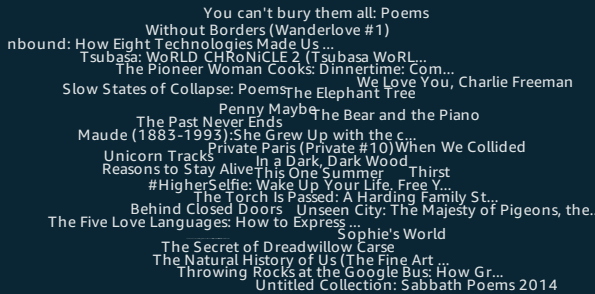 You can't bury them all: Poems
Without Borders (Wanderlove #1)
nbound: How Eight Technologies Made Us ...
Tsubasa: WoRLD CHRoNiCLE 2 (Tsubasa WoRL...
The Pioneer Woman Cooks: Dinnertime: Com...
We Love You, Charlie Freeman
Slow States of Collapse: Poems
The Elephant Tree
Penny Maybe
The Bear and the Piano
The Past Never Ends
Maude (1883-1993):She Grew Up with the c...
Private Paris (Private #10)
When We Collided
Unicorn Tracks
In a Dark, Dark Wood
Reasons to Stay Alive
This One Summer
Thirst
#HigherSelfie: Wake Up Your Life. Free Y...
The Torch Is Passed: A Harding Family St...
Behind Closed Doors
Unseen City: The Majesty of Pigeons, the...
The Five Love Languages: How to Express ...
Sophie's World
The Secret of Dreadwillow Carse
The Natural History of Us (The Fine Art ...
Throwing Rocks at the Google Bus: How Gr...
Untitled Collection: Sabbath Poems 2014